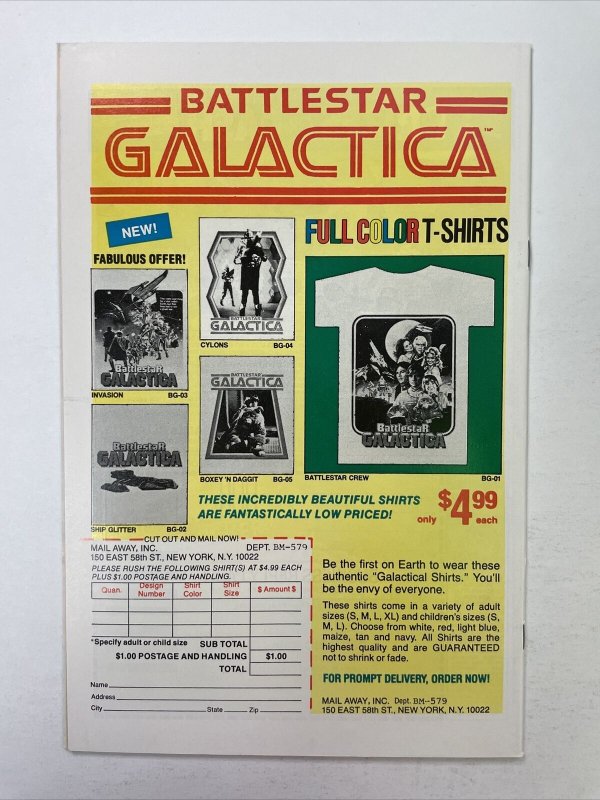 BATTLESTAR
GALACTICA™
NEW!
FULL COLOR T-SHIRTS
FABULOUS OFFER!
BATTLESTAR
GALACTICA
CYLONS BG-04
BattlestaR
GALACTICA
INVASION BG-03
BATTLESTAR
GALACTICA
BOXEY 'N DAGGIT BG-05
BattlestaR
GALACTICA
BATTLESTAR CREW BG-01
BattlestaR
GALACTICA
SHIP GLITTER BG-02
THESE INCREDIBLY BEAUTIFUL SHIRTS
ARE FANTASTICALLY LOW PRICED!
only $4.99 each
CUT OUT AND MAIL NOW!
MAIL AWAY, INC. DEPT. BM-579
150 EAST 58th ST., NEW YORK, N.Y. 10022
PLEASE RUSH THE FOLLOWING SHIRT(S) AT $4.99 EACH
PLUS $1.00 POSTAGE AND HANDLING.
Quan. Design Number Shirt Color Shirt Size $ Amount $
*Specify adult or child size SUB TOTAL
$1.00 POSTAGE AND HANDLING $1.00
TOTAL
Name
Address
City State Zip
Be the first on Earth to wear these
authentic "Galactical Shirts." You'll
be the envy of everyone.
These shirts come in a variety of adult
sizes (S, M, L, XL) and children's sizes (S,
M, L). Choose from white, red, light blue,
maize, tan and navy. All Shirts are the
highest quality and are GUARANTEED
not to shrink or fade.
FOR PROMPT DELIVERY, ORDER NOW!
MAIL AWAY, INC. Dept. BM-579
150 EAST 58th ST., NEW YORK, N.Y. 10022